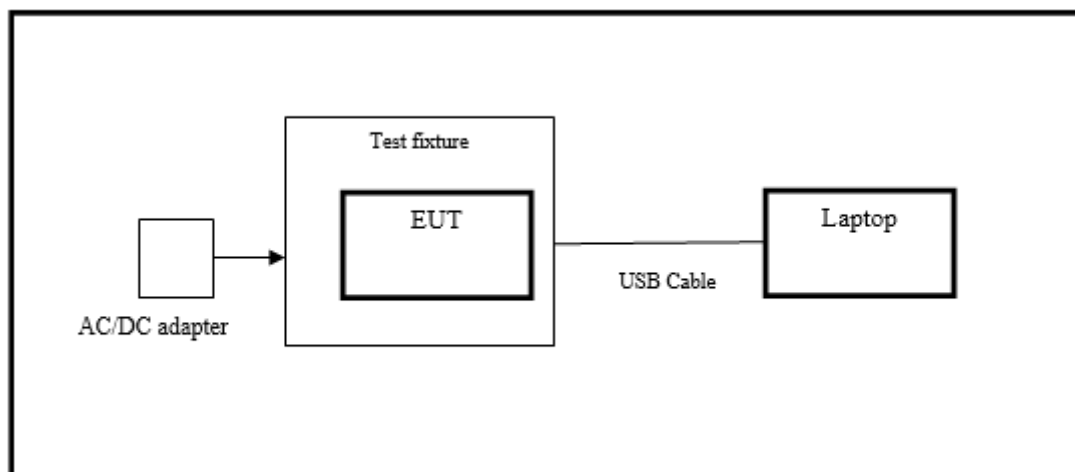 Test fixture
EUT
Laptop
USB Cable
AC/DC adapter